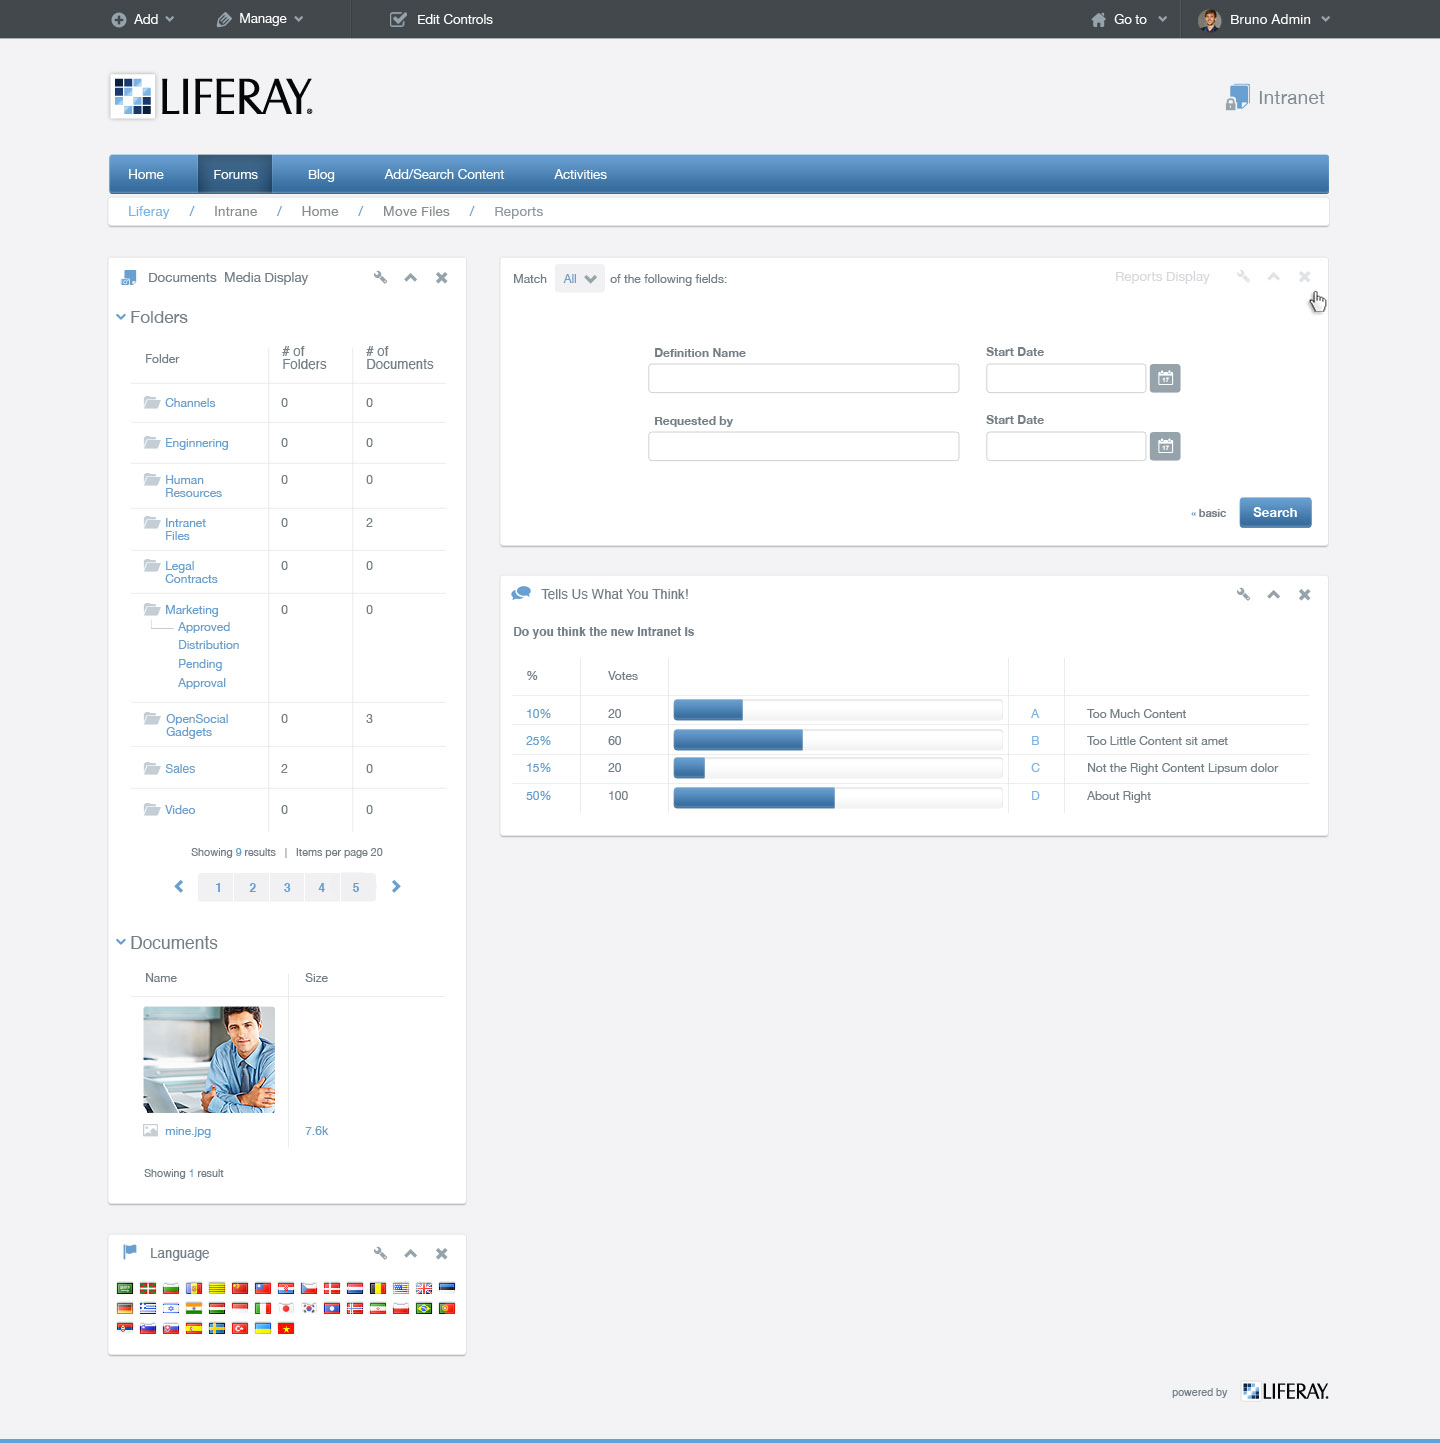 Add
Manage
Edit Controls
Go to
Bruno Admin
LIFERAY.
Intranet
Home
Forums
Blog
Add/Search Content
Activities
Liferay / Intrane / Home / Move Files / Reports
Documents Media Display
Folders
Folder
# of
Folders
# of
Documents
Channels 0 0
Enginnering 0 0
Human
Resources 0 0
Intranet
Files 0 2
Legal
Contracts 0 0
Marketing 0 0
Approved
Distribution
Pending
Approval
OpenSocial
Gadgets 0 3
Sales 2 0
Video 0 0
Showing 9 results | Items per page 20
1 2 3 4 5
Documents
Name Size
mine.jpg 7.6k
Showing 1 result
Language
Match All of the following fields:
Reports Display
Definition Name
Start Date
17
Requested by
Start Date
17
« basic
Search
Tells Us What You Think!
Do you think the new Intranet Is
% Votes
10% 20 A Too Much Content
25% 60 B Too Little Content sit amet
15% 20 C Not the Right Content Lipsum dolor
50% 100 D About Right
powered by LIFERAY.